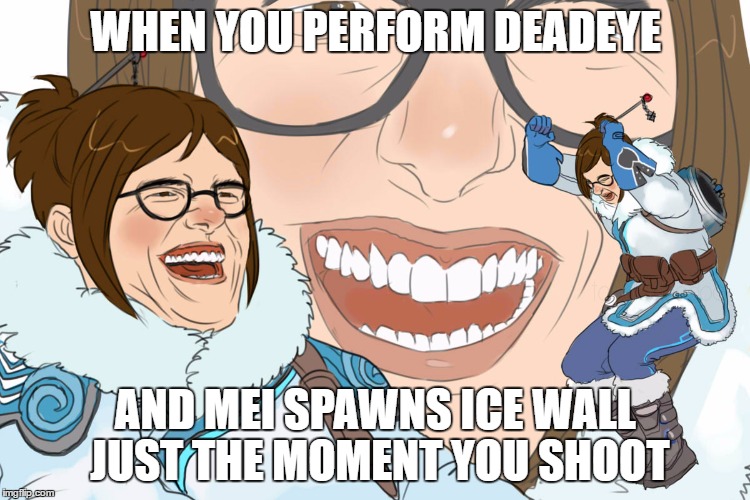 WHEN YOU PERFORM DEADEYE
AND MEI SPAWNS ICE WALL
JUST THE MOMENT YOU SHOOT
imgflip.com